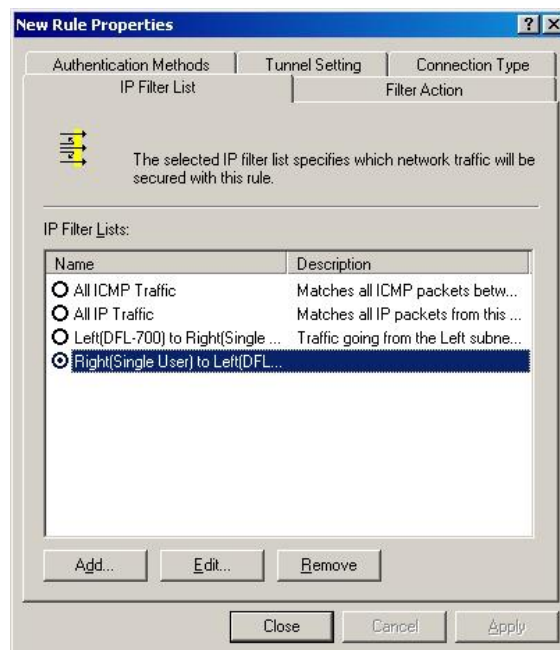 New Rule Properties
Authentication Methods
Tunnel Setting
Connection Type
IP Filter List
Filter Action
The selected IP filter list specifies which network traffic will be
secured with this rule.
IP Filter Lists:
Name Description
All ICMP Traffic Matches all ICMP packets betw...
All IP Traffic Matches all IP packets from this ...
Left(DFL-700) to Right(Single ... Traffic going from the Left subne...
Right(Single User) to Left(DFL...
Add... Edit... Remove
Close Cancel Apply